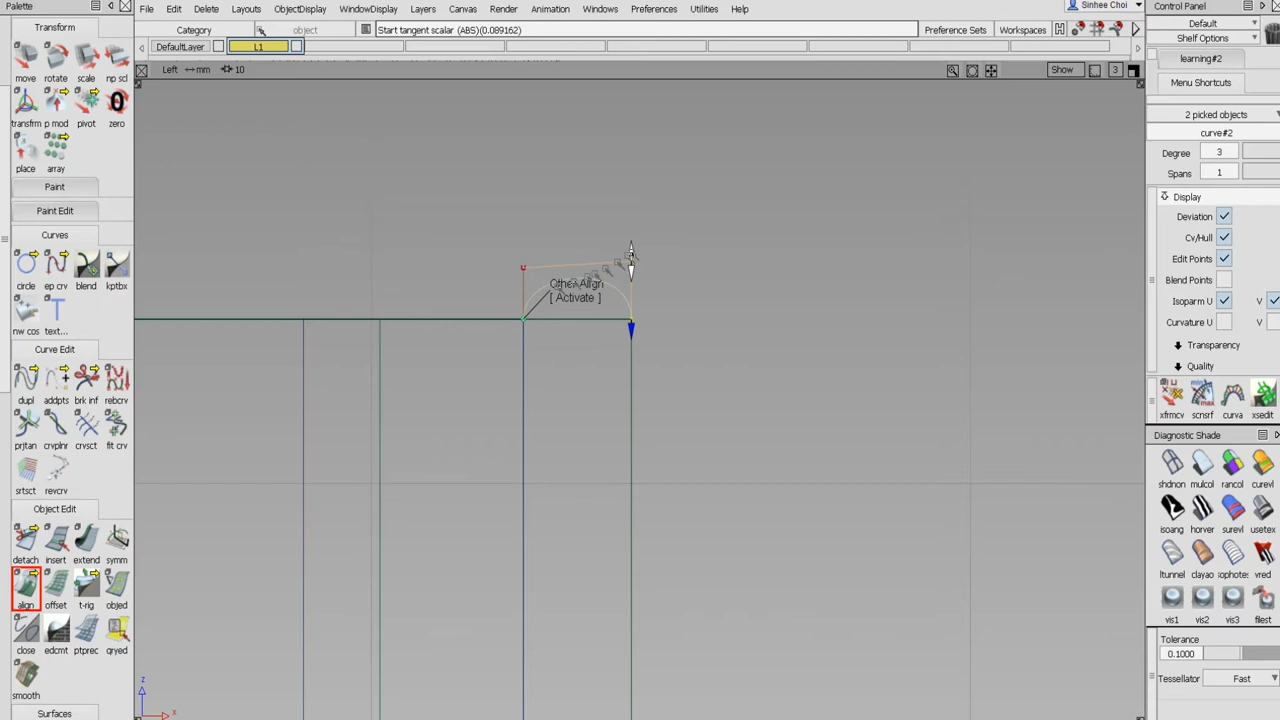 Palette
File Edit Delete Layouts ObjectDisplay WindowDisplay Layers Canvas Render Animation Windows Preferences Utilities Help
Sinhee Choi
Control Panel
Transform
Category
object
Start tangent scalar (ABS)(0.089162)
Preference Sets
Workspaces
Default
Shelf Options
DefaultLayer
L1
learning#2
Left mm 10
Show
3
move rotate scale np scl
Menu Shortcuts
transfrm p mod pivot zero
2 picked objects
curve#2
place array
Degree 3
Spans 1
Paint
Paint Edit
Display
Curves
Deviation
Cv/Hull
circle ep crv blend kptbx
Edit Points
Other Align
[ Activate ]
Blend Points
nw cos text...
Isoparm U V
Curvature U
Curve Edit
Transparency
Quality
dupl addpts brk inf rebcrv
xfrmcv scnsrf curva xsedit
prjtan crvplnr crvsct fit crv
Diagnostic Shade
srtsct revcrv
shdnon mulcol rancol curevl
Object Edit
isoang horver surevl
detach insert extend symm
ltunnel clayao isophotes vred
align offset t-rig objed
vis1 vis2 vis3 filest
close edcmt ptprec qryed
Tolerance
0.1000
smooth
Tessellator Fast
Surfaces
z
x